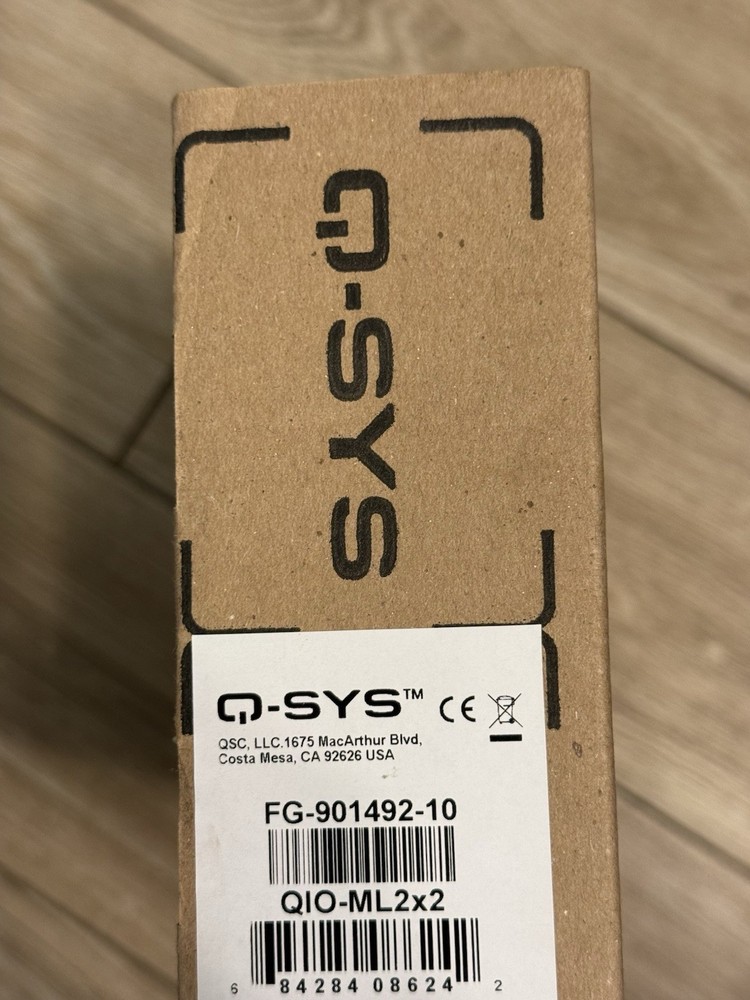 Q-SYS
Q-SYS™ CE
QSC, LLC.1675 MacArthur Blvd,
Costa Mesa, CA 92626 USA
FG-901492-10
QIO-ML2x2
6 84284 08624 2